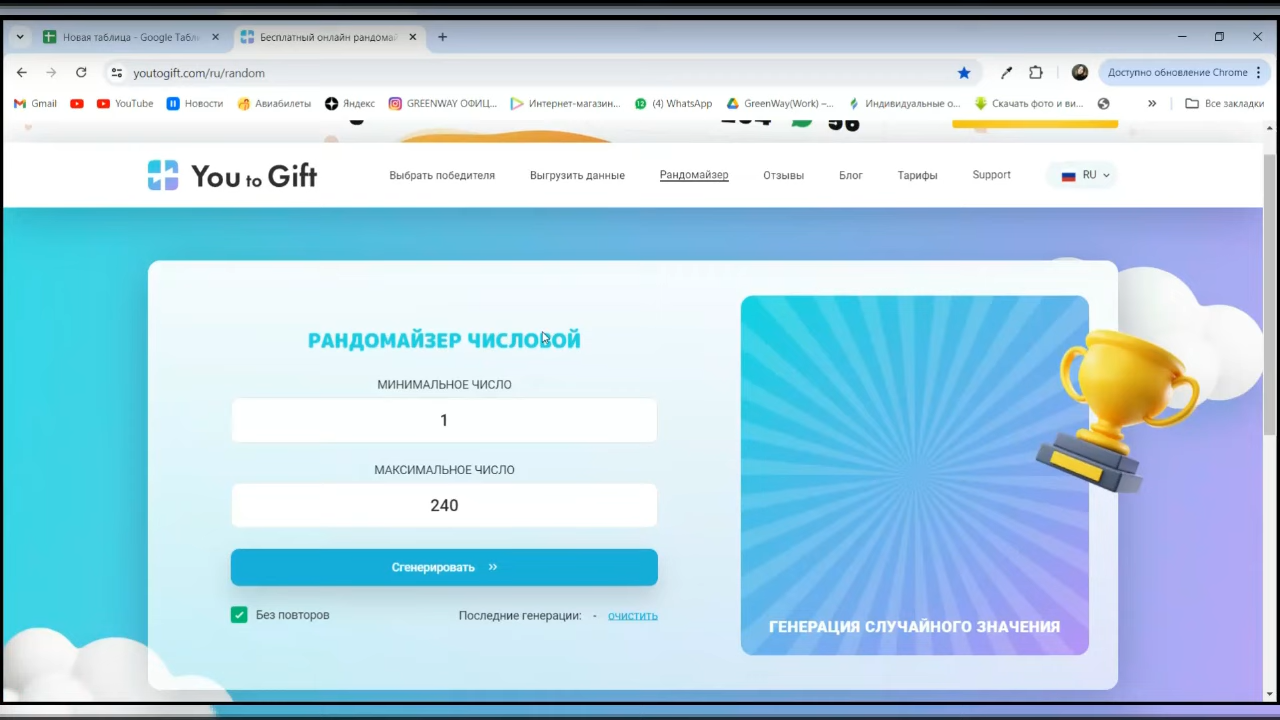 Новая таблица - Google Табл
Бесплатный онлайн рандомай
youtogift.com/ru/random
Доступно обновление Chrome
Gmail
YouTube
Новости
Авиабилеты
Яндекс
GREENWAY ОФИЦ...
Интернет-магазин...
(4) WhatsApp
GreenWay(Work) –...
Индивидуальные о...
Скачать фото и ви...
Все закладки
You to Gift
Выбрать победителя
Выгрузить данные
Рандомайзер
Отзывы
Блог
Тарифы
Support
RU
РАНДОМАЙЗЕР ЧИСЛОВОЙ
МИНИМАЛЬНОЕ ЧИСЛО
1
МАКСИМАЛЬНОЕ ЧИСЛО
240
Сгенерировать
Без повторов
Последние генерации: - очистить
ГЕНЕРАЦИЯ СЛУЧАЙНОГО ЗНАЧЕНИЯ